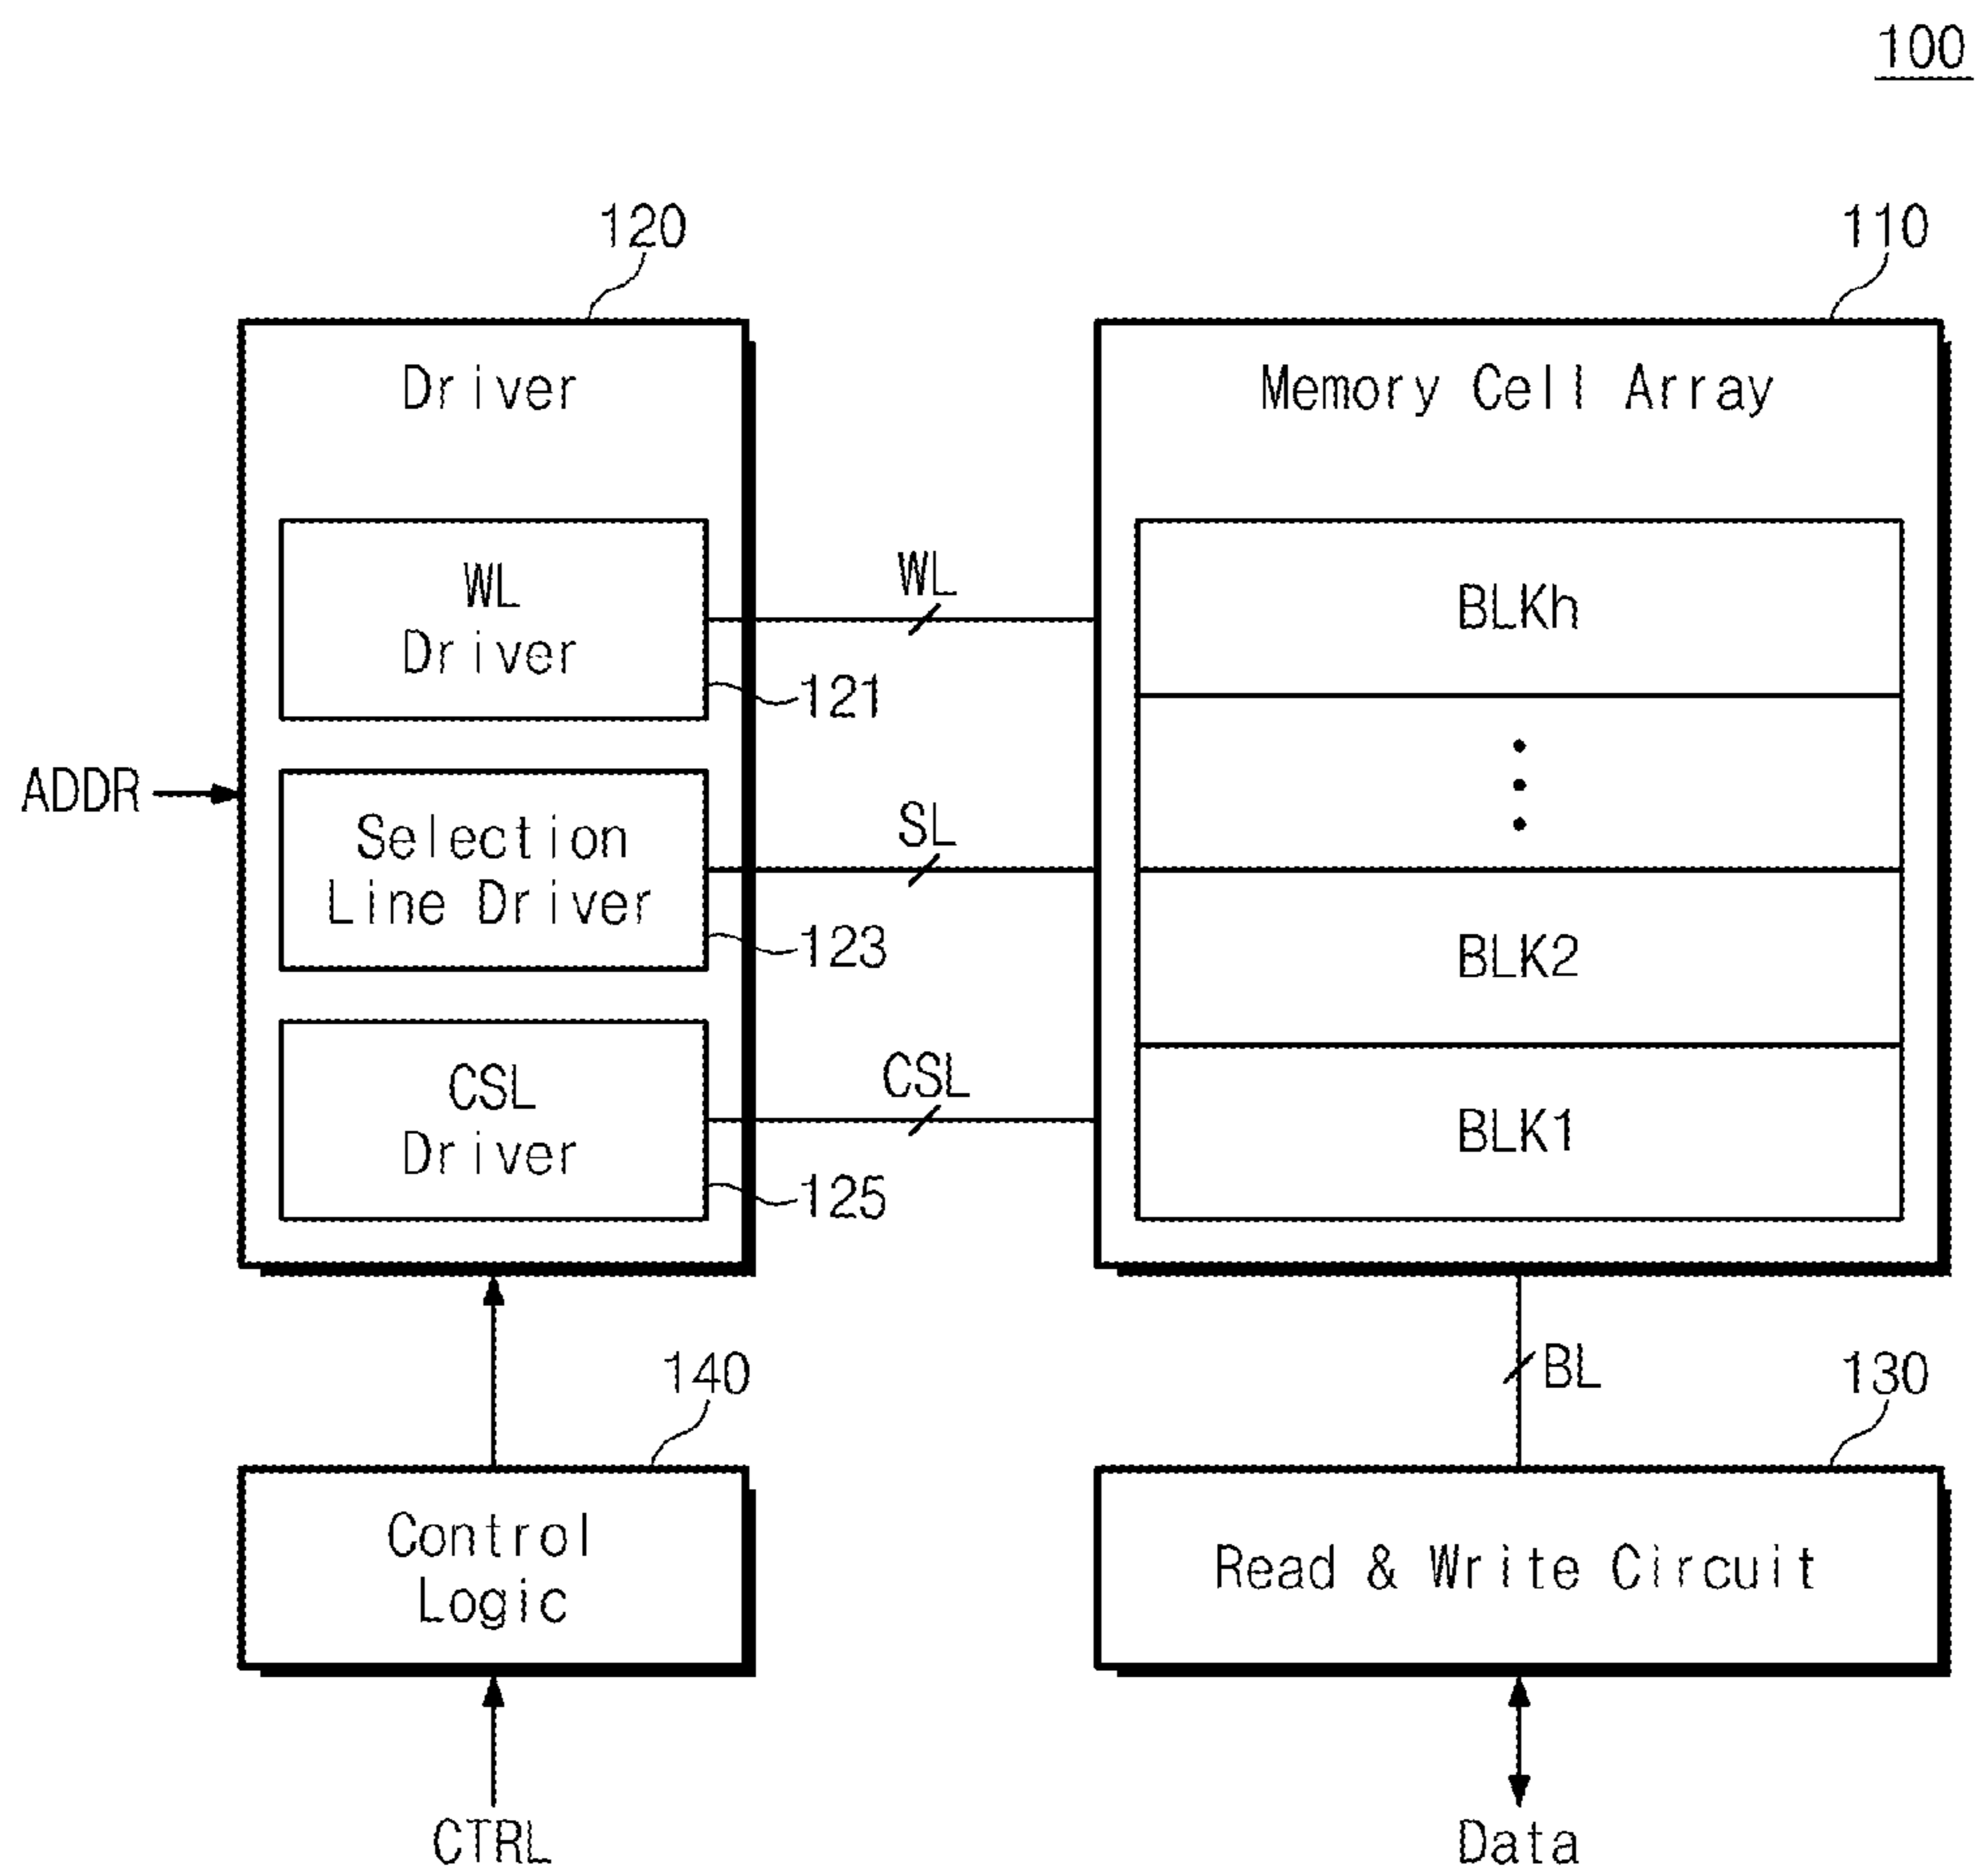 100
120
110
Driver
Memory Cell Array
WL
Driver
121
WL
BLKh
ADDR
Selection
Line Driver
123
SL
BLK2
CSL
Driver
125
CSL
BLK1
140
BL
130
Control
Logic
Read & Write Circuit
CTRL
Data